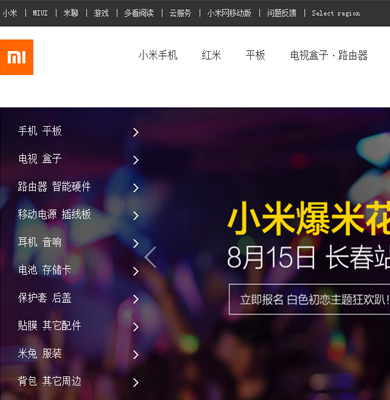 小米 | MIUI | 米聊 | 游戏 | 多看阅读 | 云服务 | 小米网移动版 | 问题反馈 | Select region
mi 小米手机 红米 平板 电视盒子·路由器
手机 平板
电视 盒子
路由器 智能硬件
移动电源 插线板
耳机 音响
电池 存储卡
保护套 后盖
贴膜 其它配件
米兔 服装
背包 其它周边
小米爆米花
8月15日 长春站
立即报名 白色初恋主题狂欢趴!